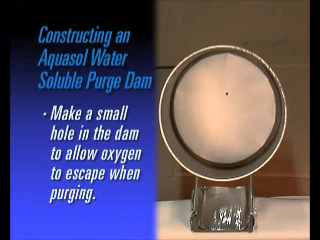 Constructing an
Aquasol Water
Soluble Purge Dam
· Make a small
hole in the dam
to allow oxygen
to escape when
purging.